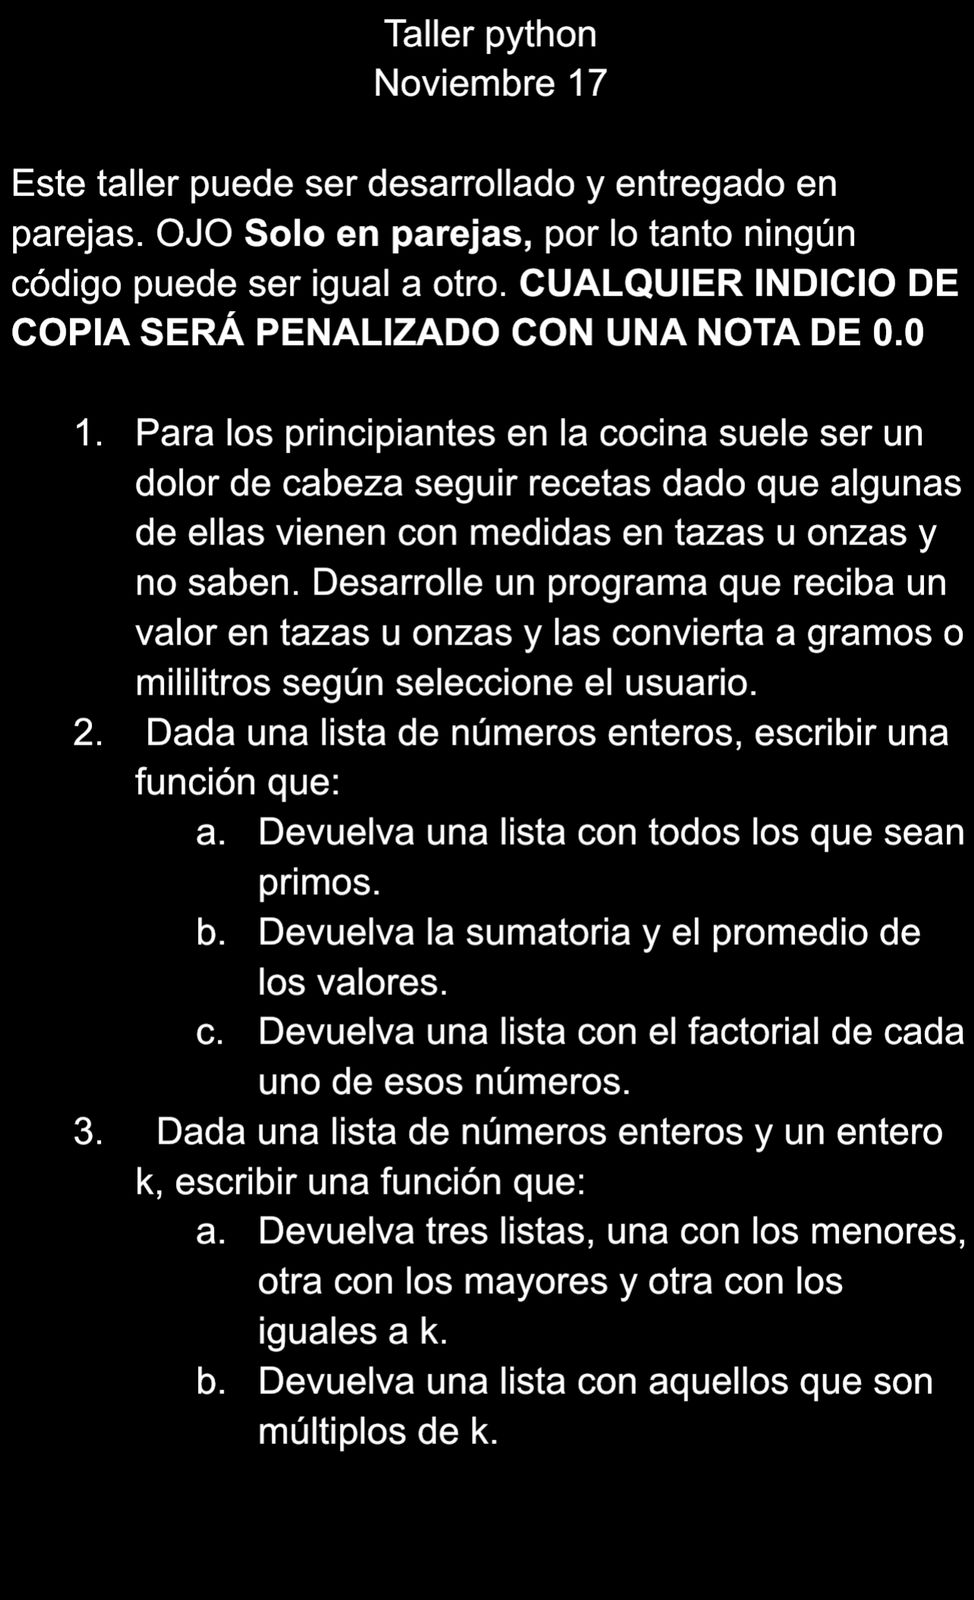 Taller python
Noviembre 17
Este taller puede ser desarrollado y entregado en
parejas. OJO Solo en parejas, por lo tanto ningún
código puede ser igual a otro. CUALQUIER INDICIO DE
COPIA SERÁ PENALIZADO CON UNA NOTA DE 0.0
1. Para los principiantes en la cocina suele ser un
dolor de cabeza seguir recetas dado que algunas
de ellas vienen con medidas en tazas u onzas y
no saben. Desarrolle un programa que reciba un
valor en tazas u onzas y las convierta a gramos o
mililitros según seleccione el usuario.
2. Dada una lista de números enteros, escribir una
función que:
a. Devuelva una lista con todos los que sean
primos.
b. Devuelva la sumatoria y el promedio de
los valores.
c. Devuelva una lista con el factorial de cada
uno de esos números.
3. Dada una lista de números enteros y un entero
k, escribir una función que:
a. Devuelva tres listas, una con los menores,
otra con los mayores y otra con los
iguales a k.
b. Devuelva una lista con aquellos que son
múltiplos de k.